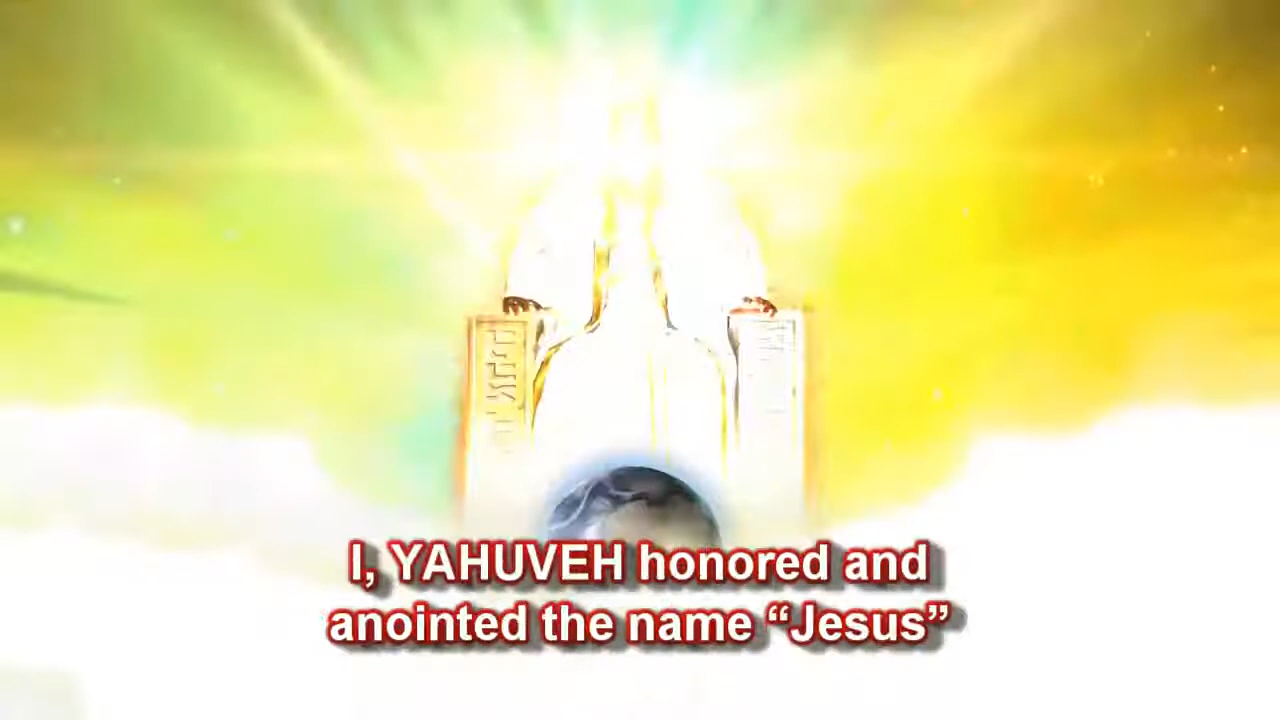 I, YAHUVEH honored and
anointed the name “Jesus”